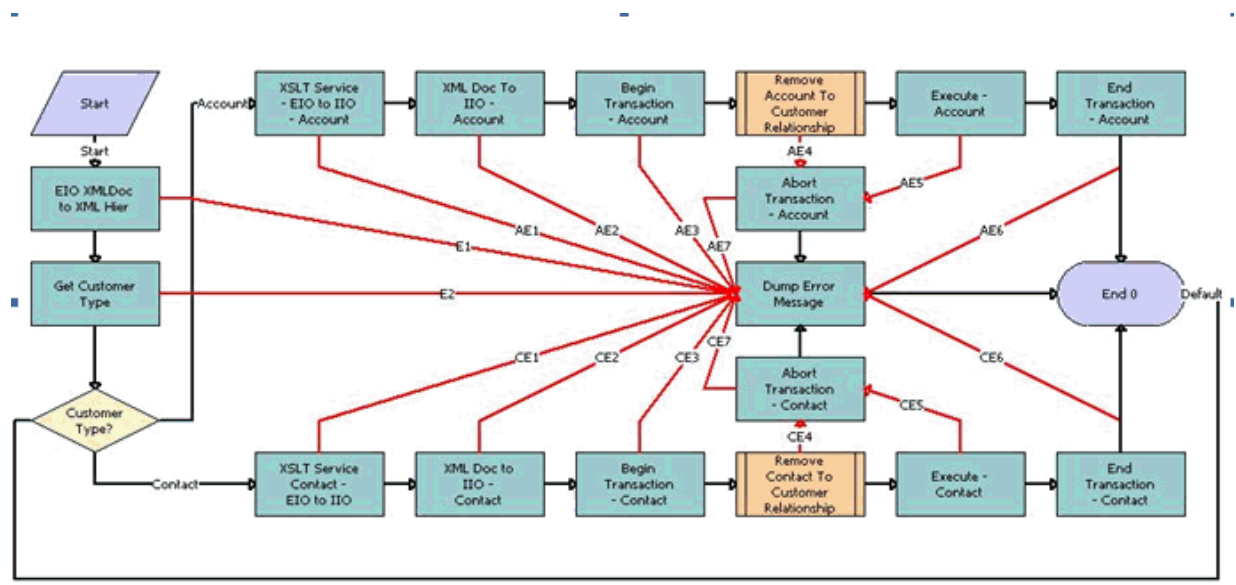 Start
Start
EIO XMLDoc
to XML Hier
Get Customer
Type
Customer
Type?
Account
XSLT Service
- EIO to IIO
- Account
XML Doc To
IIO -
Account
Begin
Transaction
- Account
Remove
Account To
Customer
Relationship
Execute -
Account
End
Transaction
- Account
AE4
Abort
Transaction
- Account
AE5
E1
AE1
AE2
AE3
AE7
AE6
E2
Dump Error
Message
End 0
Default
CE1
CE2
CE3
CE7
CE6
Abort
Transaction
- Contact
CE5
CE4
Contact
XSLT Service
Contact -
EIO to IIO
XML Doc to
IIO -
Contact
Begin
Transaction
- Contact
Remove
Contact To
Customer
Relationship
Execute -
Contact
End
Transaction
- Contact